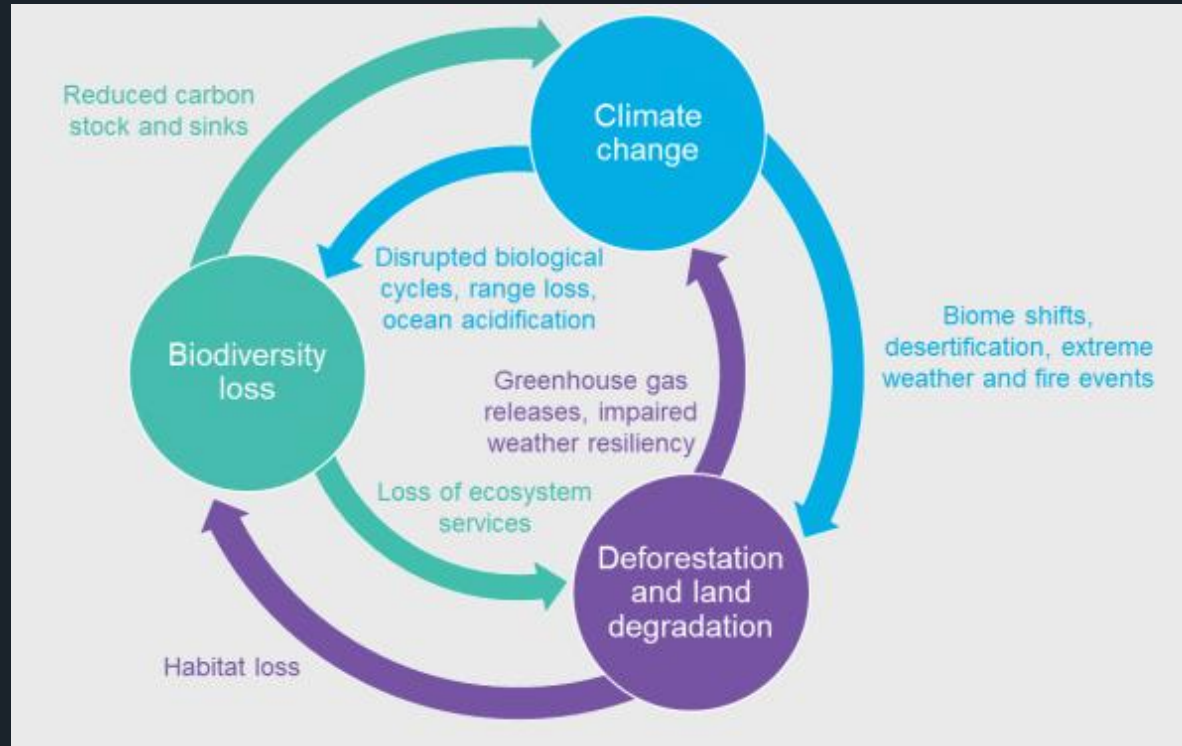 Reduced carbon
stock and sinks
Climate
change
Disrupted biological
cycles, range loss,
ocean acidification
Biome shifts,
desertification, extreme
weather and fire events
Biodiversity
loss
Greenhouse gas
releases, impaired
weather resiliency
Loss of ecosystem
services
Deforestation
and land
degradation
Habitat loss